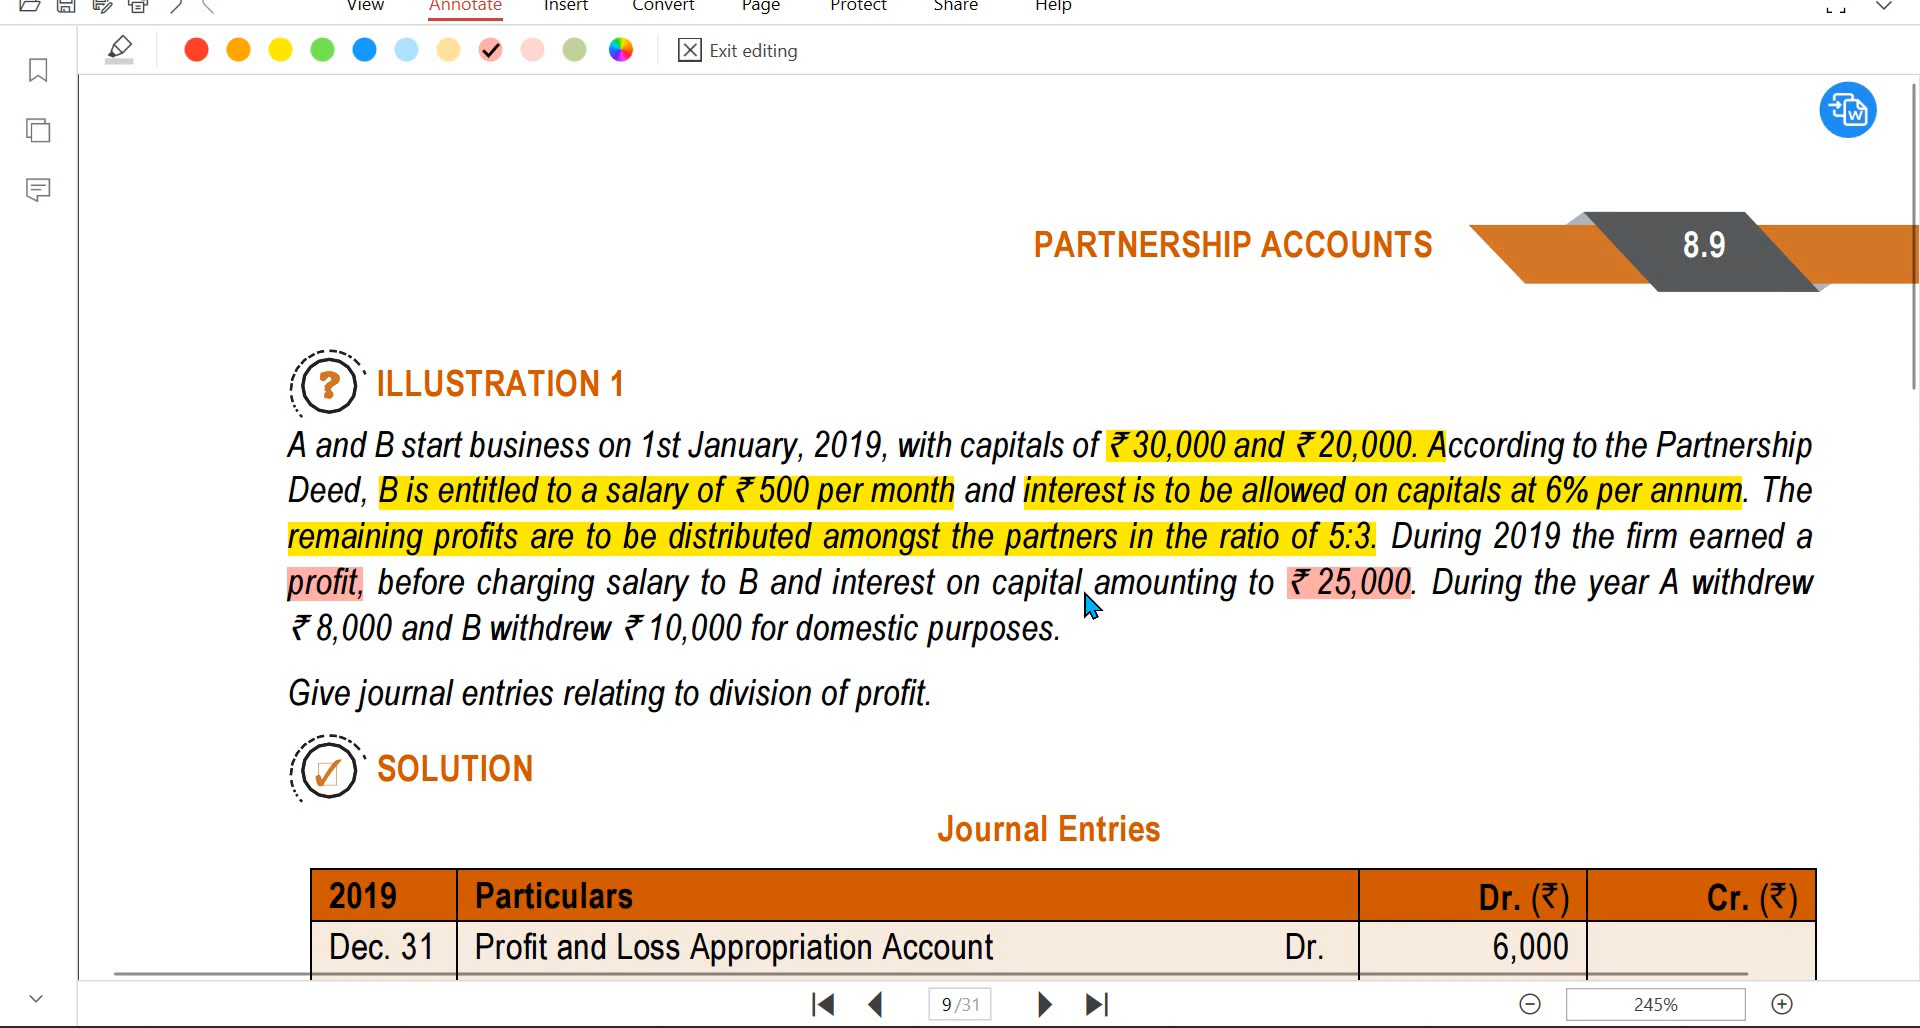 View Annotate Insert Convert Page Protect Share Help
Exit editing
W
PARTNERSHIP ACCOUNTS 8.9
? ILLUSTRATION 1
A and B start business on 1st January, 2019, with capitals of ₹ 30,000 and ₹ 20,000. According to the Partnership
Deed, B is entitled to a salary of ₹ 500 per month and interest is to be allowed on capitals at 6% per annum. The
remaining profits are to be distributed amongst the partners in the ratio of 5:3. During 2019 the firm earned a
profit, before charging salary to B and interest on capital amounting to ₹ 25,000. During the year A withdrew
₹ 8,000 and B withdrew ₹ 10,000 for domestic purposes.
Give journal entries relating to division of profit.
SOLUTION
Journal Entries
2019 Particulars Dr. (₹) Cr. (₹)
Dec. 31 Profit and Loss Appropriation Account Dr. 6,000
9 /31 245%